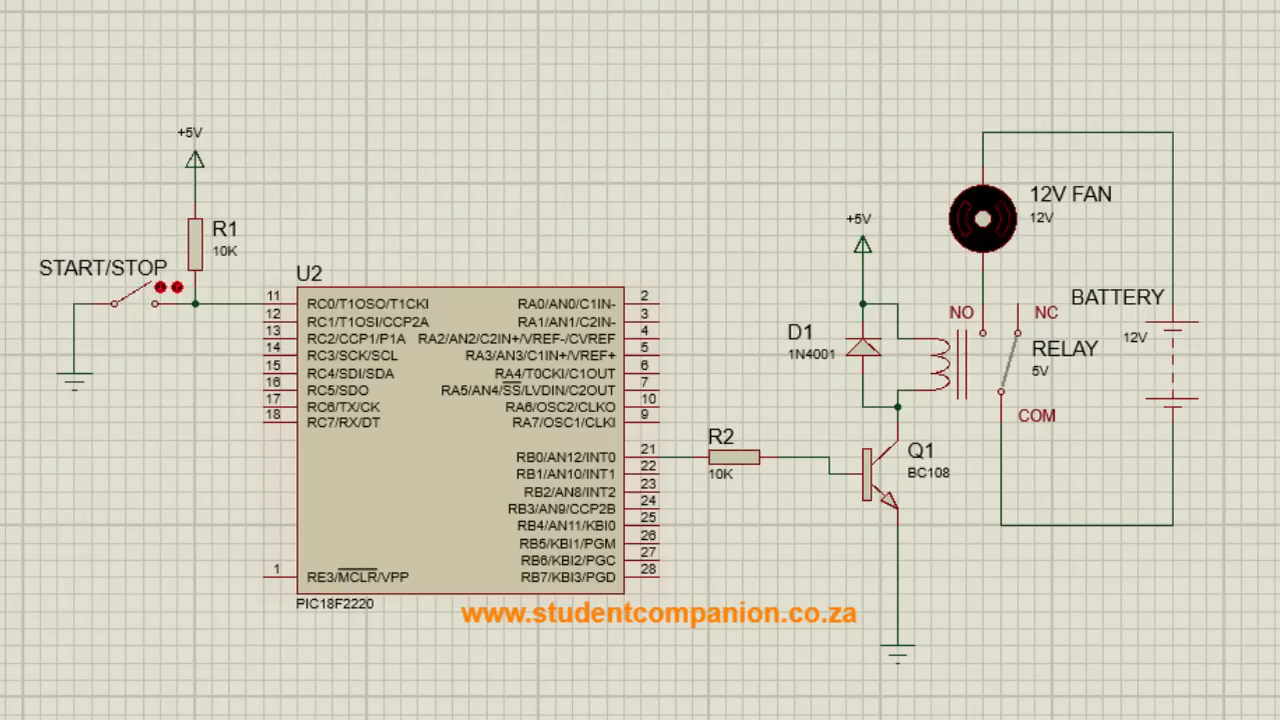 +5V
R1
10K
START/STOP
U2
11 RC0/T1OSO/T1CKI RA0/AN0/C1IN- 2
12 RC1/T1OSI/CCP2A RA1/AN1/C2IN- 3
13 RC2/CCP1/P1A RA2/AN2/C2IN+/VREF-/CVREF 4
14 RC3/SCK/SCL RA3/AN3/C1IN+/VREF+ 5
15 RC4/SDI/SDA RA4/T0CKI/C1OUT 6
16 RC5/SDO RA5/AN4/SS/LVDIN/C2OUT 7
17 RC6/TX/CK RA6/OSC2/CLKO 10
18 RC7/RX/DT RA7/OSC1/CLKI 9
RB0/AN12/INT0 21
RB1/AN10/INT1 22
RB2/AN8/INT2 23
RB3/AN9/CCP2B 24
RB4/AN11/KBI0 25
RB5/KBI1/PGM 26
RB6/KBI2/PGC 27
1 RE3/MCLR/VPP RB7/KBI3/PGD 28
PIC18F2220
www.studentcompanion.co.za
R2
10K
+5V
D1
1N4001
Q1
BC108
12V FAN
12V
NO
NC
RELAY
5V
COM
BATTERY
12V